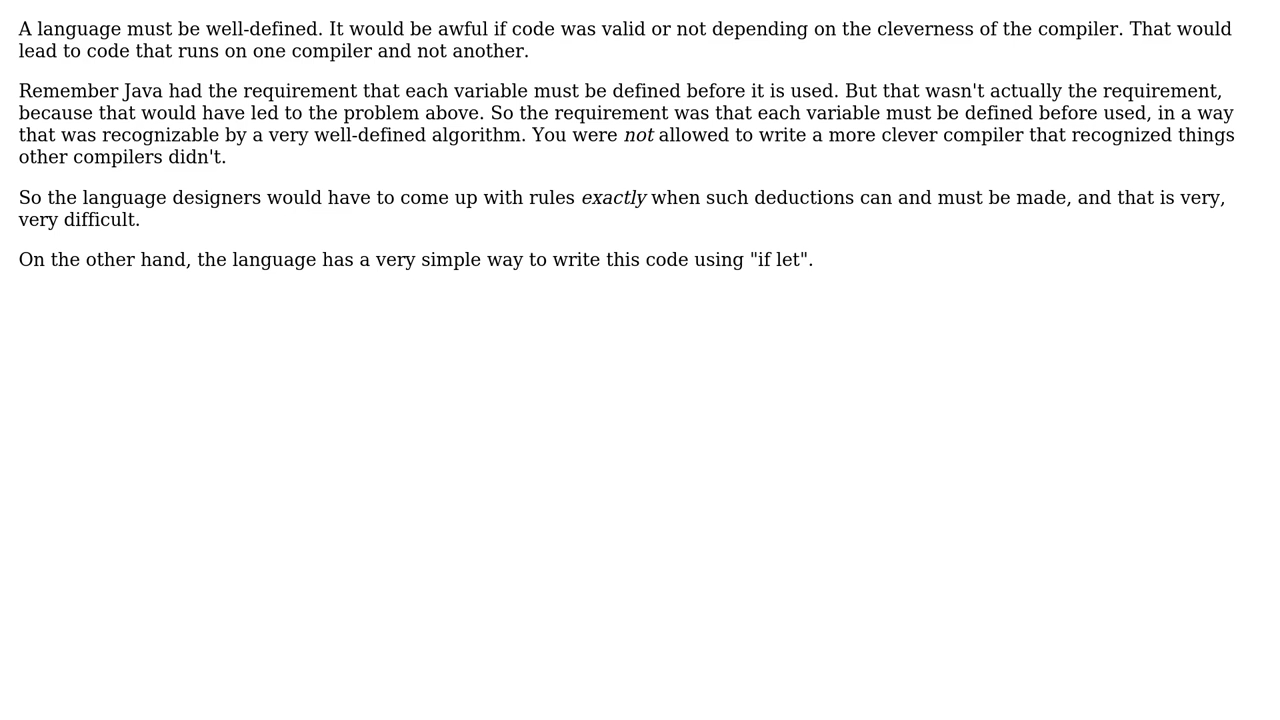 A language must be well-defined. It would be awful if code was valid or not depending on the cleverness of the compiler. That would
lead to code that runs on one compiler and not another.
Remember Java had the requirement that each variable must be defined before it is used. But that wasn't actually the requirement,
because that would have led to the problem above. So the requirement was that each variable must be defined before used, in a way
that was recognizable by a very well-defined algorithm. You were not allowed to write a more clever compiler that recognized things
other compilers didn't.
So the language designers would have to come up with rules exactly when such deductions can and must be made, and that is very,
very difficult.
On the other hand, the language has a very simple way to write this code using "if let".